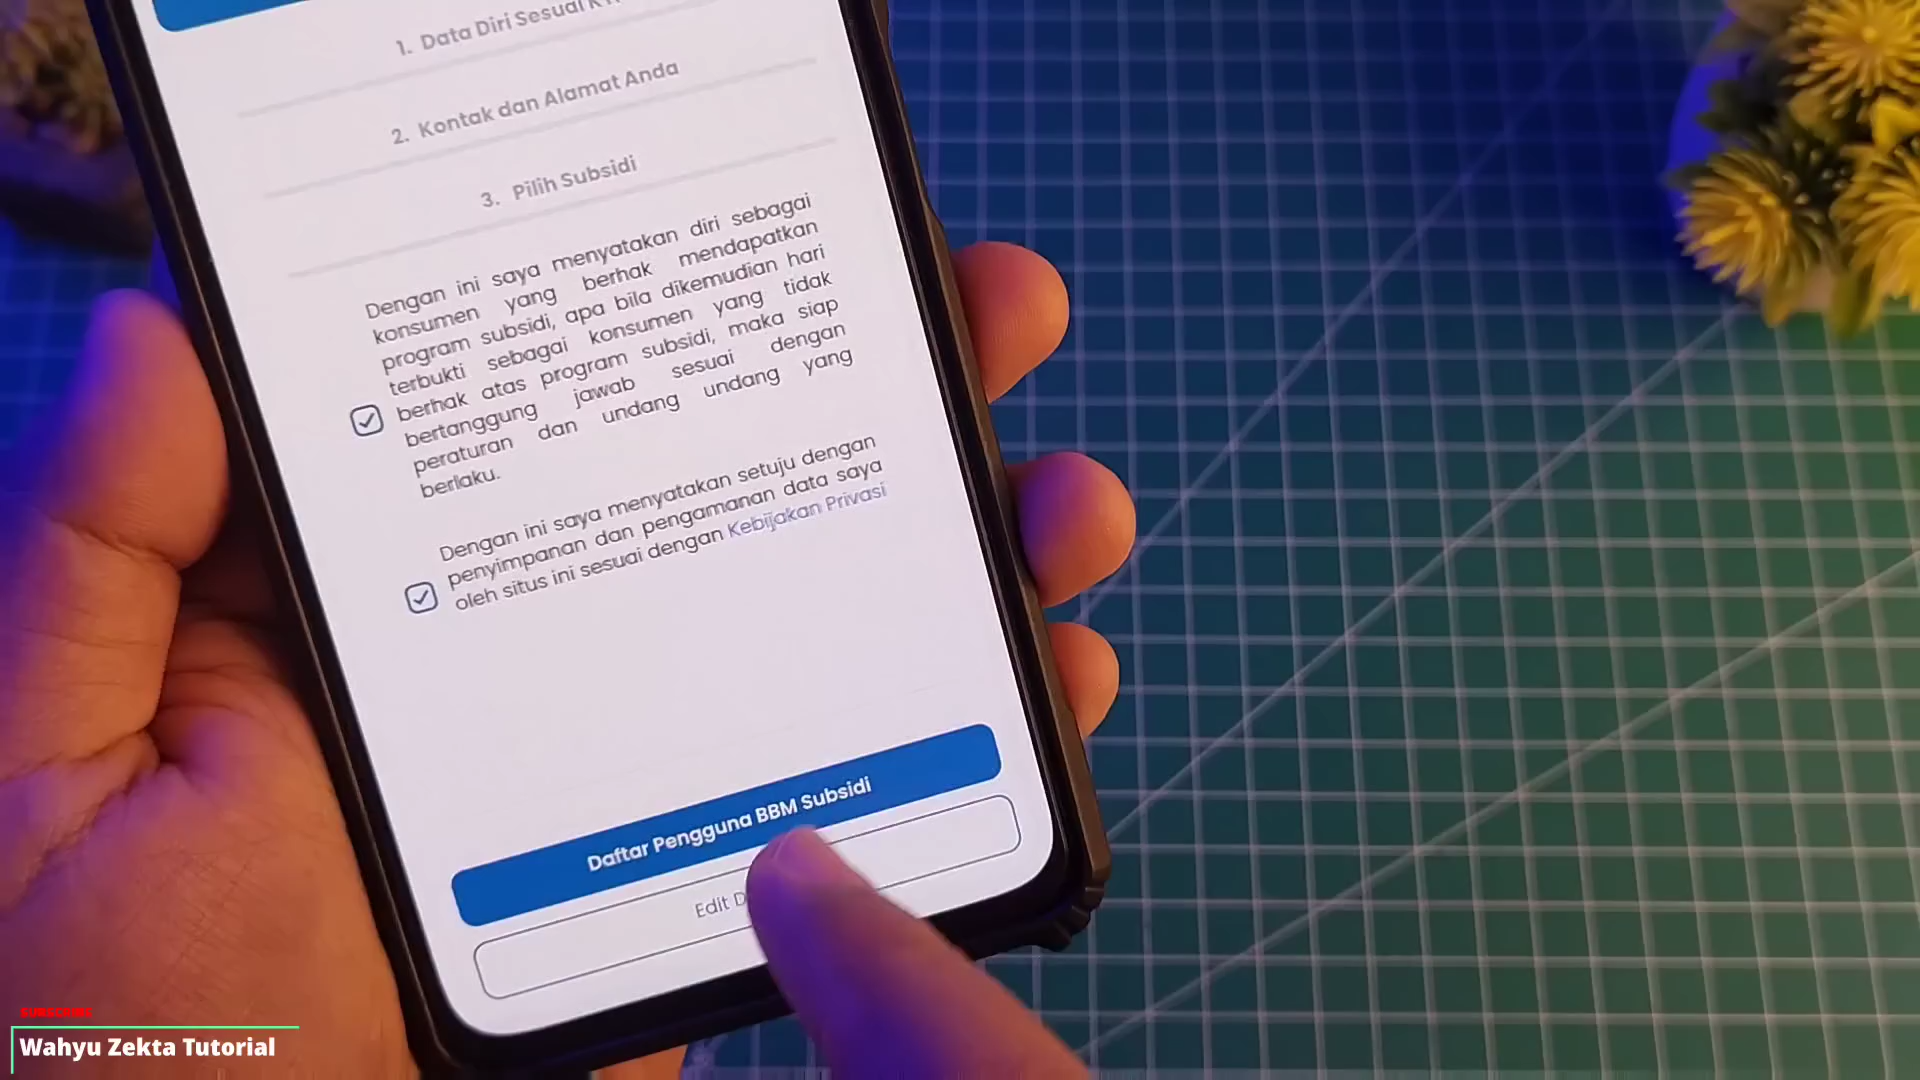 1. Data Diri Sesuai
2. Kontak dan Alamat Anda
3. Pilih Subsidi
Dengan ini saya menyatakan diri sebagai
konsumen yang berhak mendapatkan
program subsidi, apa bila dikemudian hari
terbukti sebagai konsumen yang tidak
berhak atas program subsidi, maka siap
bertanggung jawab sesuai dengan
peraturan dan undang undang yang
berlaku.
Dengan ini saya menyatakan setuju dengan
penyimpanan dan pengamanan data saya
oleh situs ini sesuai dengan Kebijakan Privasi
Daftar Pengguna BBM Subsidi
Edit D
SUBSCRIBE
Wahyu Zekta Tutorial